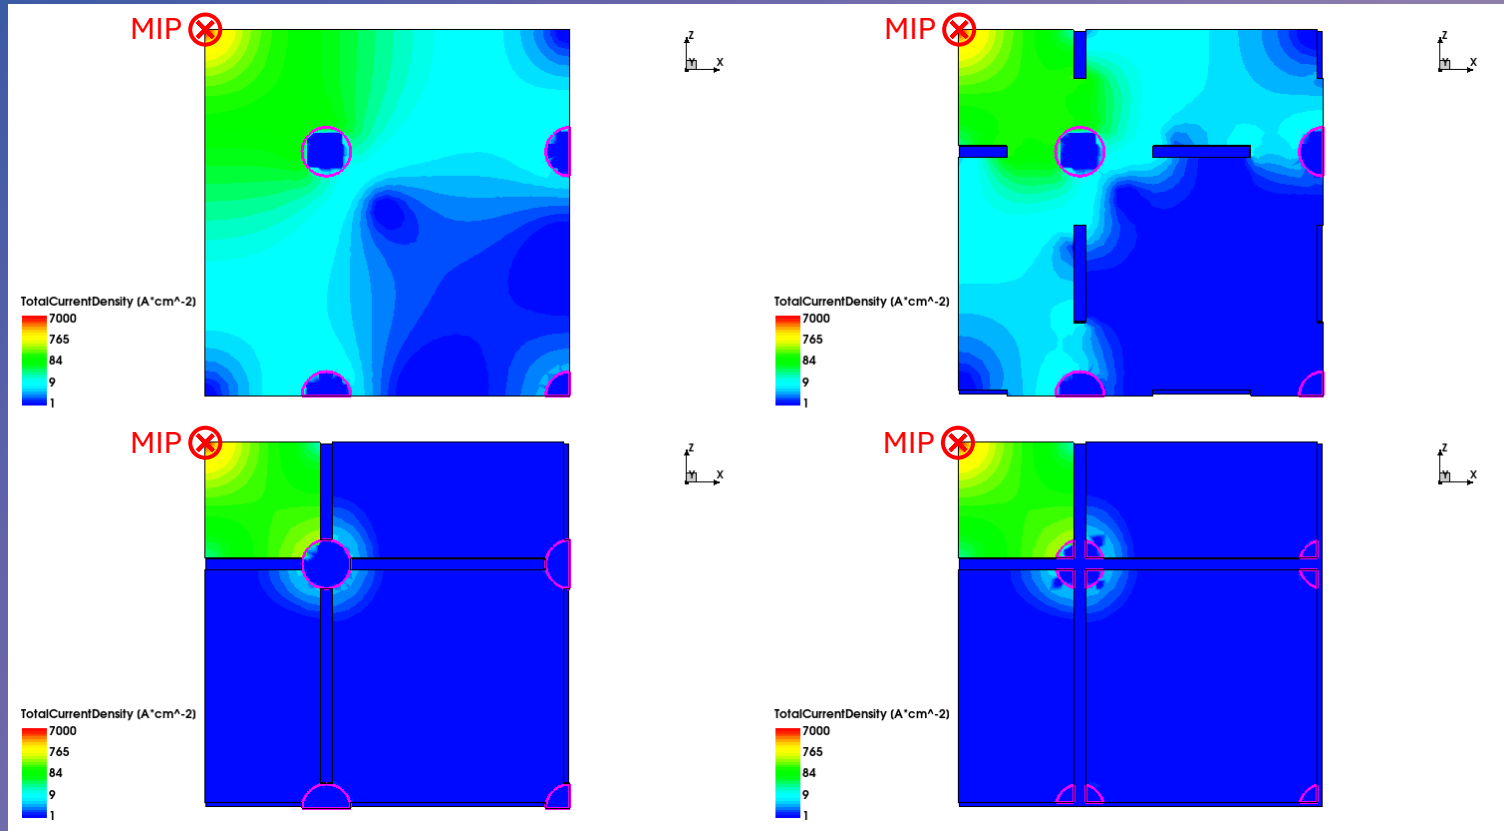 MIP
Z
Y X
TotalCurrentDensity (A*cm^-2)
7000
765
84
9
1
MIP
Z
Y X
TotalCurrentDensity (A*cm^-2)
7000
765
84
9
1
MIP
Z
Y X
TotalCurrentDensity (A*cm^-2)
7000
765
84
9
1
MIP
Z
Y X
TotalCurrentDensity (A*cm^-2)
7000
765
84
9
1